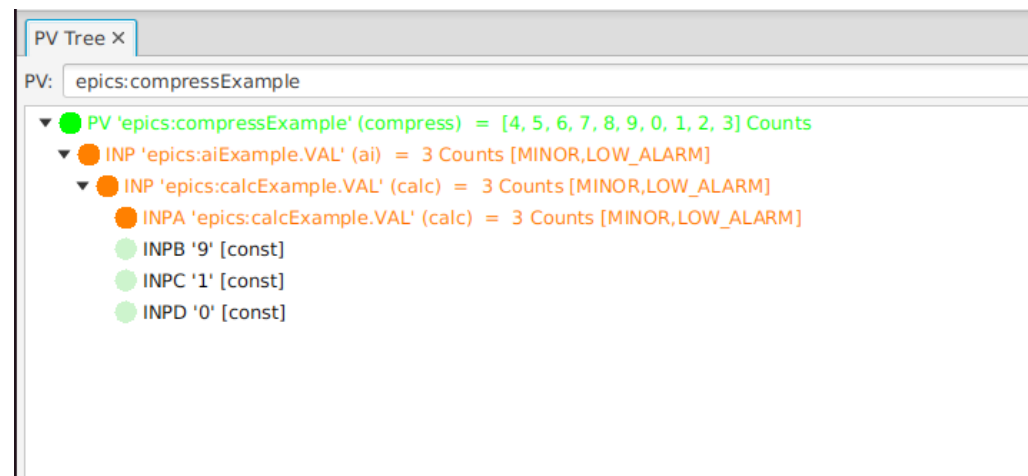 PV Tree ×
PV: epics:compressExample
PV 'epics:compressExample' (compress) = [4, 5, 6, 7, 8, 9, 0, 1, 2, 3] Counts
INP 'epics:aiExample.VAL' (ai) = 3 Counts [MINOR,LOW_ALARM]
INP 'epics:calcExample.VAL' (calc) = 3 Counts [MINOR,LOW_ALARM]
INPA 'epics:calcExample.VAL' (calc) = 3 Counts [MINOR,LOW_ALARM]
INPB '9' [const]
INPC '1' [const]
INPD '0' [const]